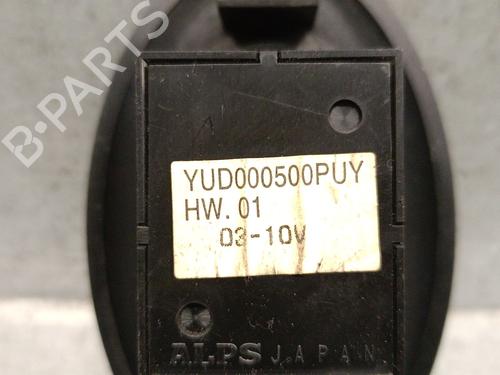 B-PARTS
YUD000500PUY
HW. 01
03-10V
ALPS JAPAN